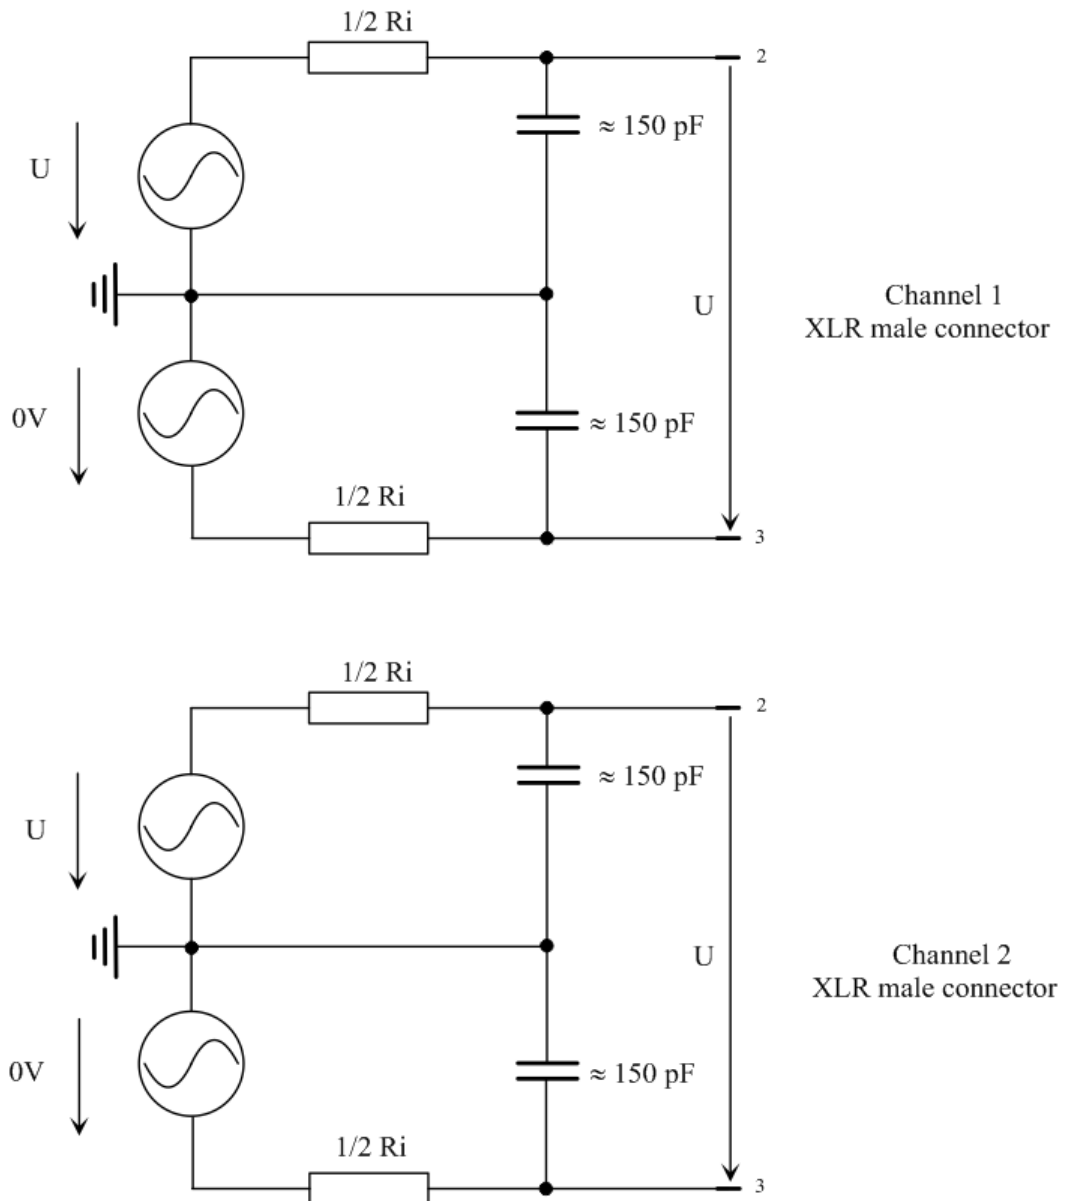 1/2 Ri
2
≈ 150 pF
U
U
Channel 1
XLR male connector
0V
≈ 150 pF
1/2 Ri
3
1/2 Ri
2
≈ 150 pF
U
U
Channel 2
XLR male connector
0V
≈ 150 pF
1/2 Ri
3